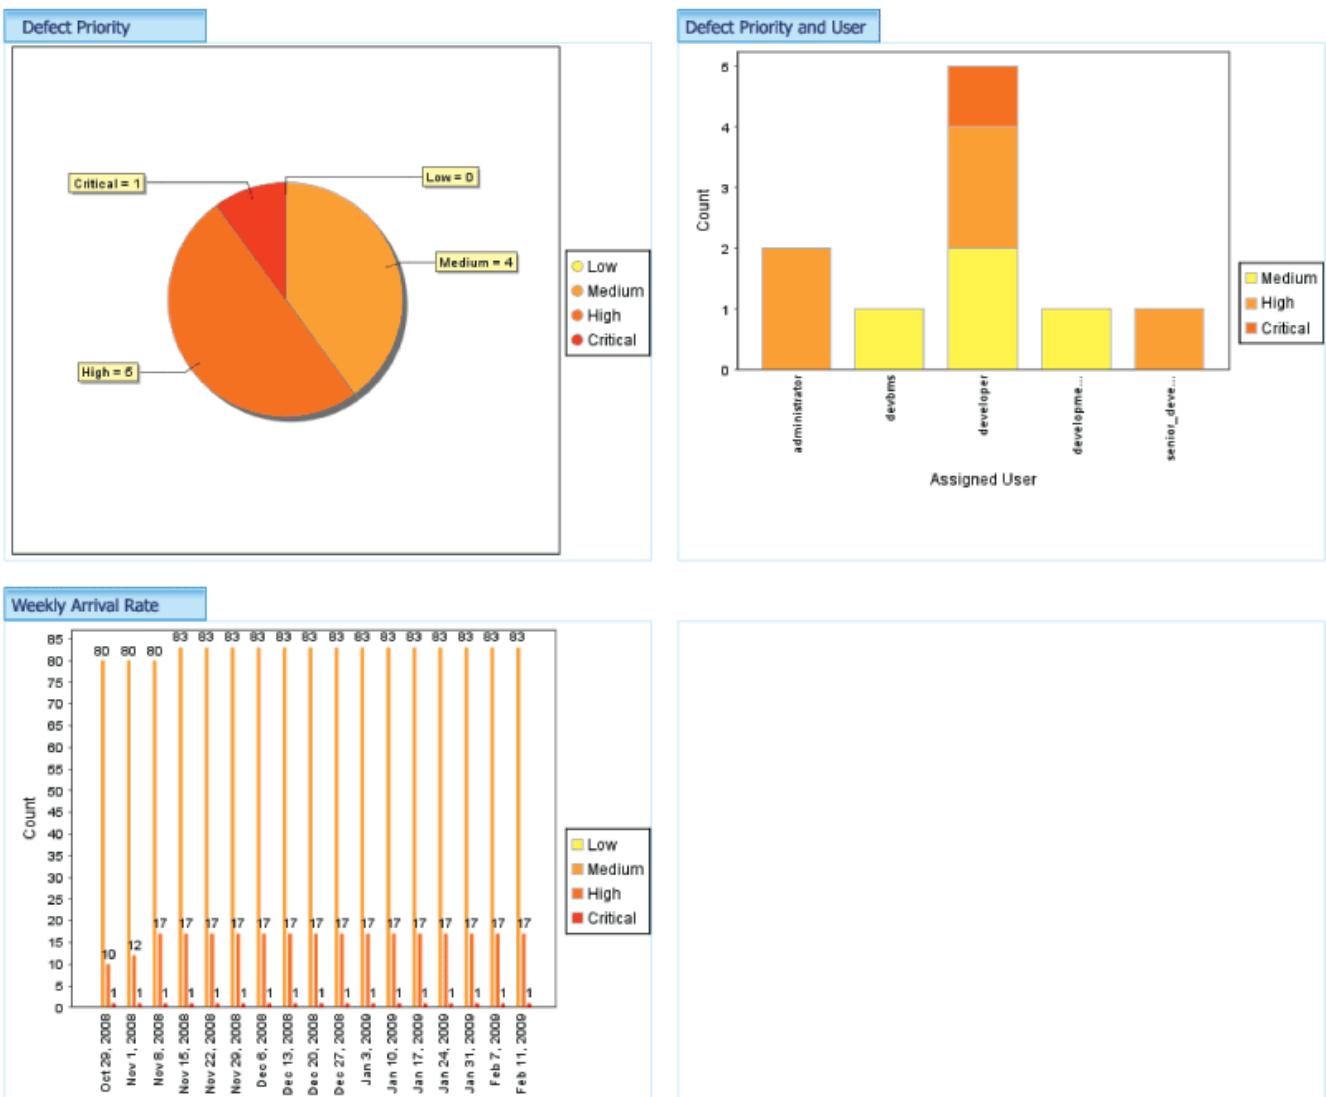 Defect Priority
Critical = 1
Low = 0
Medium = 4
High = 5
Low
Medium
High
Critical
Defect Priority and User
5
4
3
2
1
0
Count
administrator
devbms
developer
developme...
senior_deve...
Assigned User
Medium
High
Critical
Weekly Arrival Rate
85
80
75
70
65
60
55
50
45
40
35
30
25
20
15
10
5
0
Count
80 80 80 83 83 83 83 83 83 83 83 83 83 83 83 83 83
10 12 17 17 17 17 17 17 17 17 17 17 17 17 17 17 17
1 1 1 1 1 1 1 1 1 1 1 1 1 1 1 1 1
Oct 29, 2008
Nov 1, 2008
Nov 8, 2008
Nov 15, 2008
Nov 22, 2008
Nov 29, 2008
Dec 6, 2008
Dec 13, 2008
Dec 20, 2008
Dec 27, 2008
Jan 3, 2009
Jan 10, 2009
Jan 17, 2009
Jan 24, 2009
Jan 31, 2009
Feb 7, 2009
Feb 11, 2009
Low
Medium
High
Critical